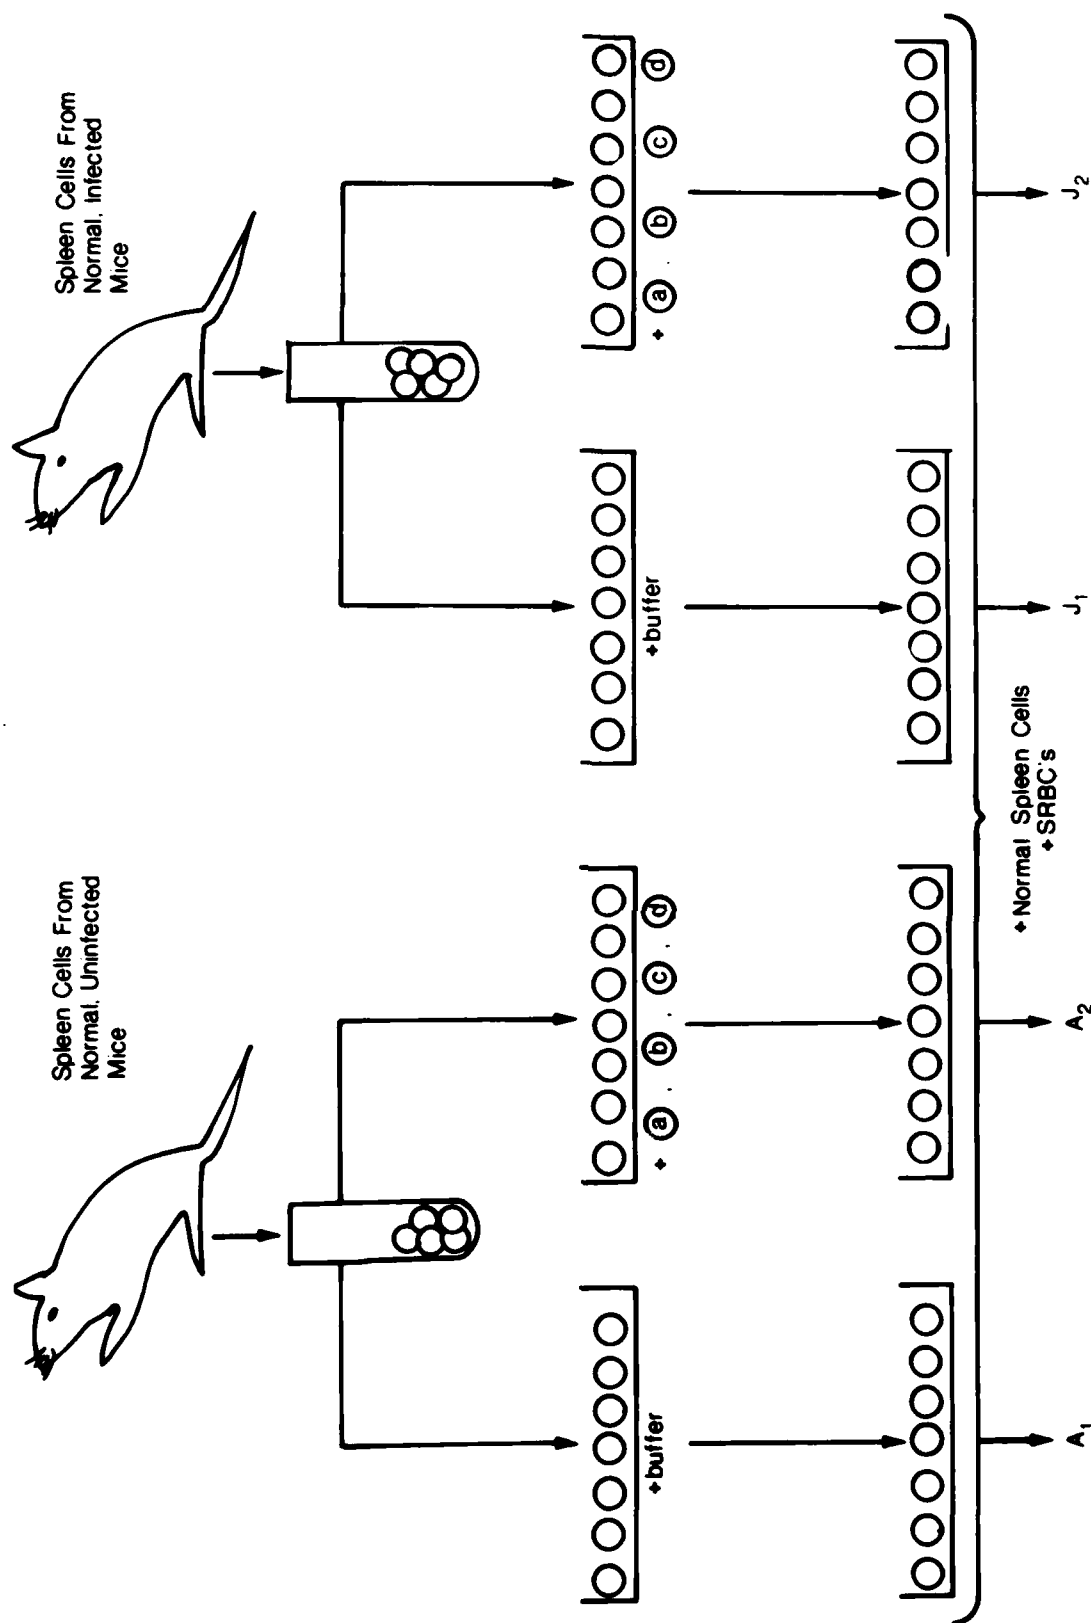 Spleen Cells From
Normal, Uninfected
Mice
Spleen Cells From
Normal, Infected
Mice
+buffer
+ a . b . c . d
+buffer
+ a . b c d
+Normal Spleen Cells
+SRBC's
A1
A2
J1
J2